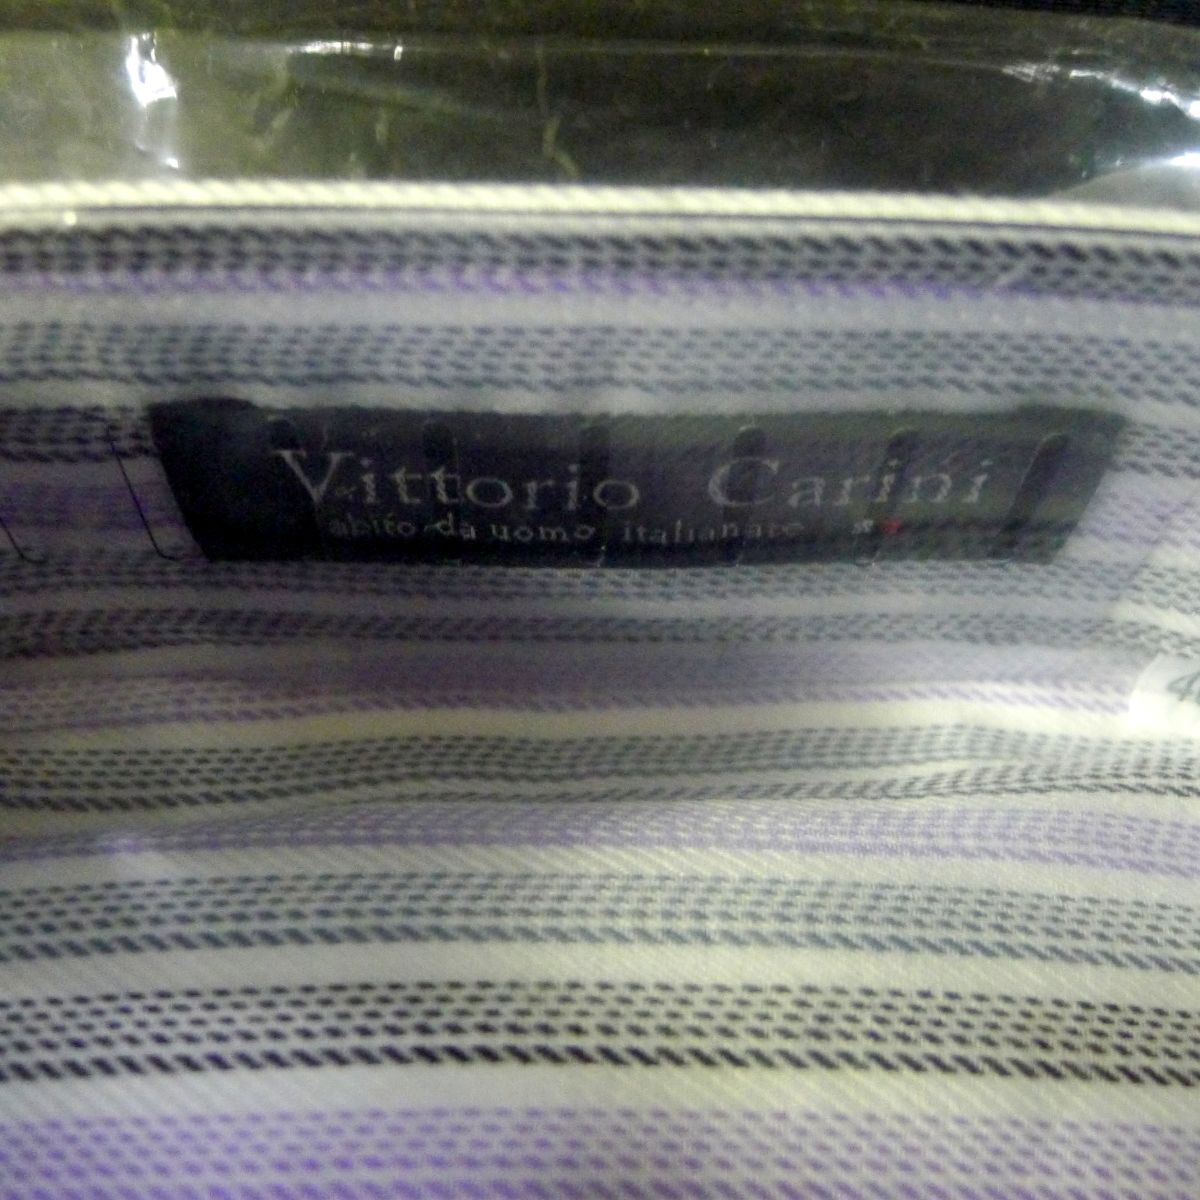 Vittorio Carini
abito da uomo italianare